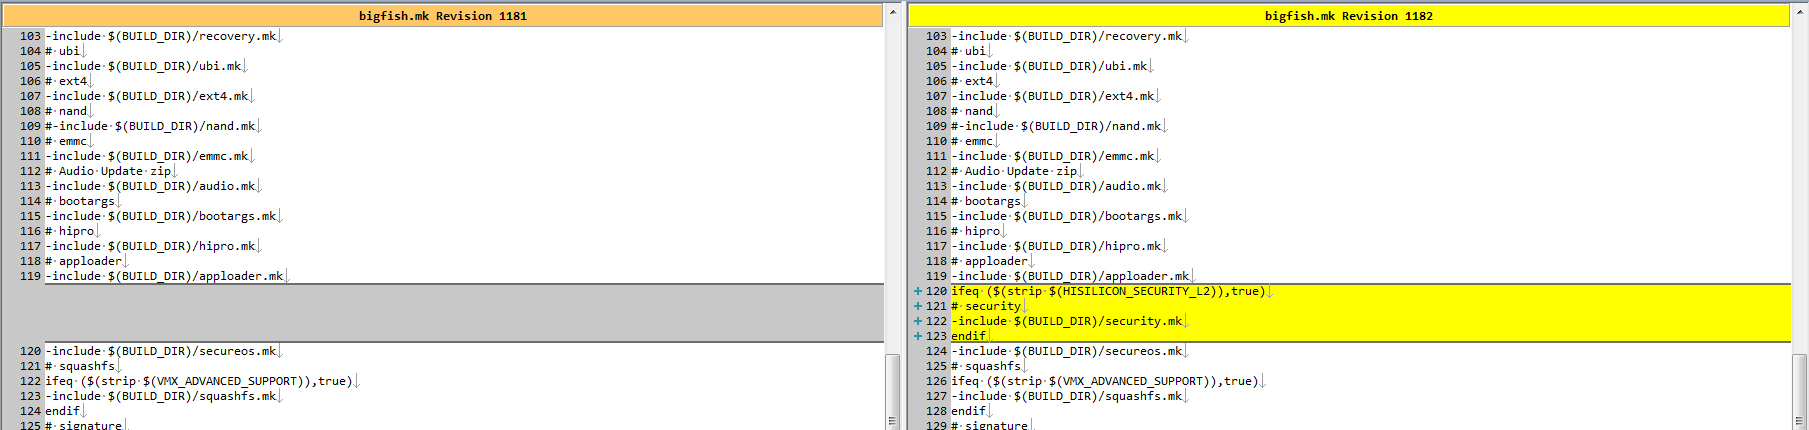 bigfish.mk Revision 1181
103 -include $(BUILD_DIR)/recovery.mk
104 # ubi
105 -include $(BUILD_DIR)/ubi.mk
106 # ext4
107 -include $(BUILD_DIR)/ext4.mk
108 # nand
109 #-include $(BUILD_DIR)/nand.mk
110 # emmc
111 -include $(BUILD_DIR)/emmc.mk
112 # Audio Update zip
113 -include $(BUILD_DIR)/audio.mk
114 # bootargs
115 -include $(BUILD_DIR)/bootargs.mk
116 # hipro
117 -include $(BUILD_DIR)/hipro.mk
118 # apploader
119 -include $(BUILD_DIR)/apploader.mk
120 -include $(BUILD_DIR)/secureos.mk
121 # squashfs
122 ifeq ($(strip $(VMX_ADVANCED_SUPPORT)),true)
123 -include $(BUILD_DIR)/squashfs.mk
124 endif
125 # signature
bigfish.mk Revision 1182
103 -include $(BUILD_DIR)/recovery.mk
104 # ubi
105 -include $(BUILD_DIR)/ubi.mk
106 # ext4
107 -include $(BUILD_DIR)/ext4.mk
108 # nand
109 #-include $(BUILD_DIR)/nand.mk
110 # emmc
111 -include $(BUILD_DIR)/emmc.mk
112 # Audio Update zip
113 -include $(BUILD_DIR)/audio.mk
114 # bootargs
115 -include $(BUILD_DIR)/bootargs.mk
116 # hipro
117 -include $(BUILD_DIR)/hipro.mk
118 # apploader
119 -include $(BUILD_DIR)/apploader.mk
+ 120 ifeq ($(strip $(HISILICON_SECURITY_L2)),true)
+ 121 # security
+ 122 -include $(BUILD_DIR)/security.mk
+ 123 endif
124 -include $(BUILD_DIR)/secureos.mk
125 # squashfs
126 ifeq ($(strip $(VMX_ADVANCED_SUPPORT)),true)
127 -include $(BUILD_DIR)/squashfs.mk
128 endif
129 # signature